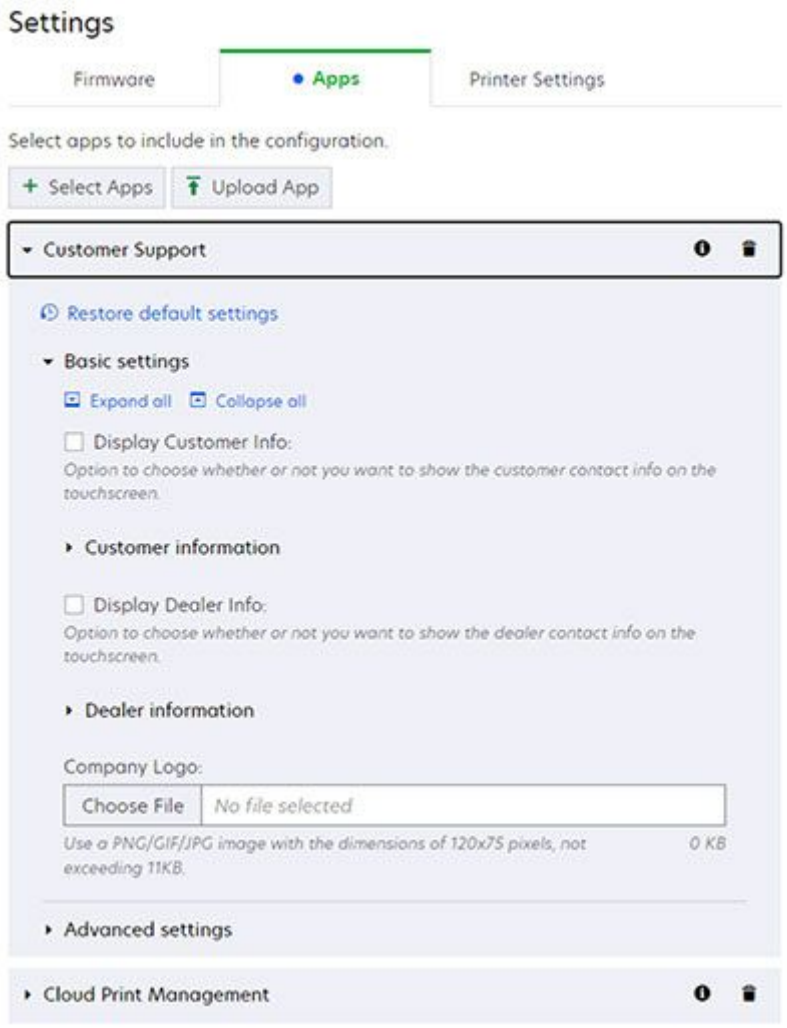 Settings
Firmware
Apps
Printer Settings
Select apps to include in the configuration.
+ Select Apps
Upload App
Customer Support
Restore default settings
Basic settings
Expand all
Collapse all
Display Customer Info:
Option to choose whether or not you want to show the customer contact info on the
touchscreen.
Customer information
Display Dealer Info:
Option to choose whether or not you want to show the dealer contact info on the
touchscreen.
Dealer information
Company Logo:
Choose File
No file selected
Use a PNG/GIF/JPG image with the dimensions of 120x75 pixels, not
exceeding 11KB.
0 KB
Advanced settings
Cloud Print Management